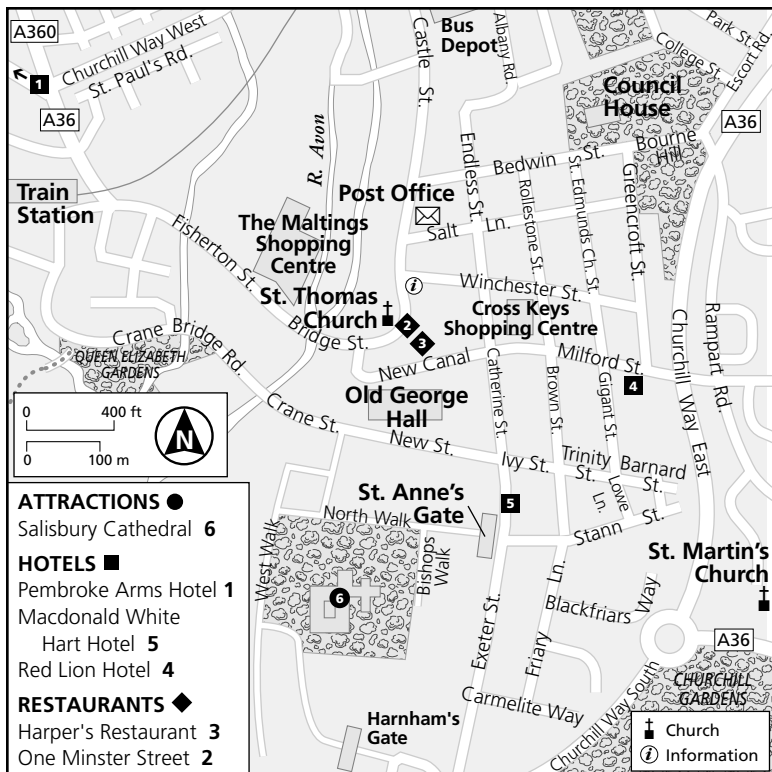 A360
Churchill Way West
St. Paul's Rd.
1
A36
Castle St.
Bus
Depot
Albany Rd.
Park St.
College St.
Escort Rd.
Council
House
A36
Bourne
Hill
R. Avon
Endless St.
Bedwin St.
Rollestone St.
St. Edmunds Ch. St.
Greencroft St.
Train
Station
Post Office
Salt Ln.
Fisherton St.
The Maltings
Shopping
Centre
i
Winchester St.
St. Thomas
Church
2
3
Cross Keys
Shopping Centre
Bridge St.
Crane Bridge Rd.
QUEEN ELIZABETH
GARDENS
New Canal
Milford St.
4
Churchill Way East
Rampart Rd.
Old George
Hall
Catherine St.
Brown St.
Gigant St.
0 400 ft
0 100 m
N
Crane St.
New St.
Ivy St.
Trinity St.
Barnard St.
Lowe
Ln.
5
St. Anne's
Gate
North Walk
West Walk
Bishops
Walk
Stann St.
St. Martin's
Church
6
Exeter St.
Friary Ln.
Blackfriars Way
A36
Carmelite Way
Churchill Way South
CHURCHILL
GARDENS
Harnham's
Gate
ATTRACTIONS
Salisbury Cathedral 6
HOTELS
Pembroke Arms Hotel 1
Macdonald White
Hart Hotel 5
Red Lion Hotel 4
RESTAURANTS
Harper's Restaurant 3
One Minster Street 2
Church
i Information